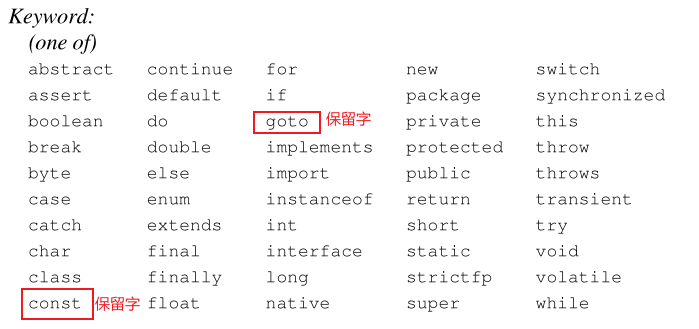 Keyword:
(one of)
abstract continue for new switch
assert default if package synchronized
boolean do goto 保留字 private this
break double implements protected throw
byte else import public throws
case enum instanceof return transient
catch extends int short try
char final interface static void
class finally long strictfp volatile
const 保留字 float native super while